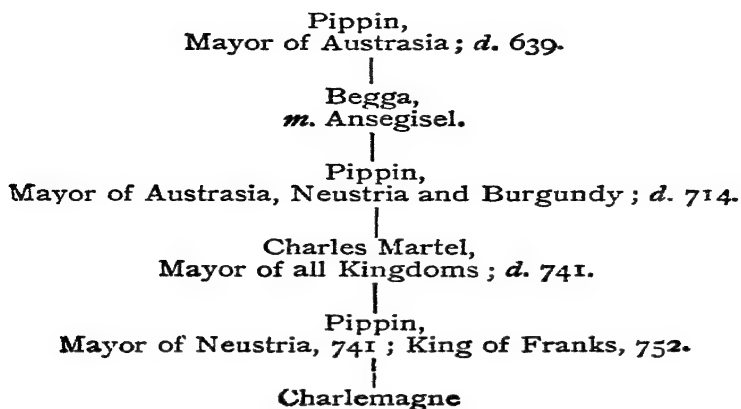 Pippin,
Mayor of Austrasia; d. 639.
Begga,
m. Ansegisel.
Pippin,
Mayor of Austrasia, Neustria and Burgundy; d. 714.
Charles Martel,
Mayor of all Kingdoms; d. 741.
Pippin,
Mayor of Neustria, 741; King of Franks, 752.
Charlemagne